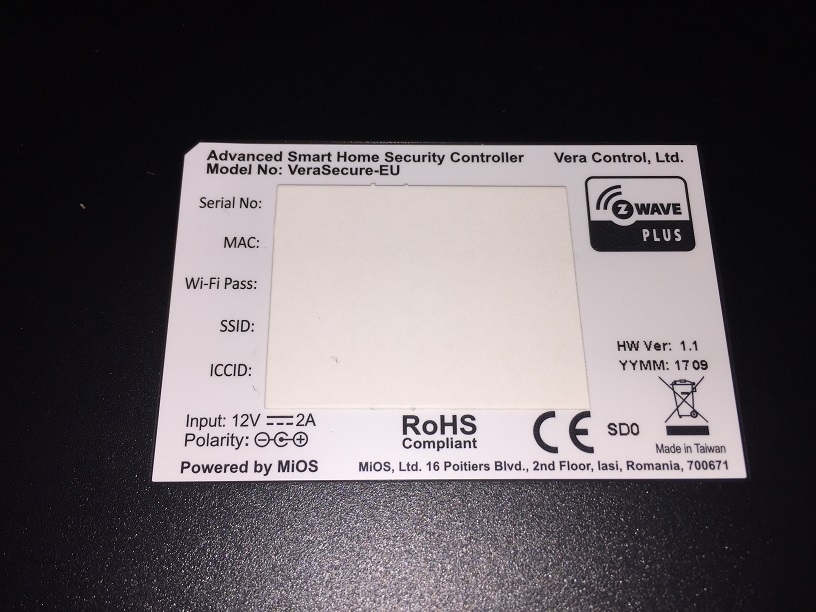 Advanced Smart Home Security Controller Vera Control, Ltd.
Model No: VeraSecure-EU
Serial No:
MAC:
Wi-Fi Pass:
SSID:
ICCID:
Z WAVE
PLUS
HW Ver: 1.1
YYMM: 1709
Input: 12V 2A
Polarity:
RoHS
Compliant
CE
SD0
Made in Taiwan
Powered by MiOS
MiOS, Ltd. 16 Poitiers Blvd., 2nd Floor, Iasi, Romania, 700671